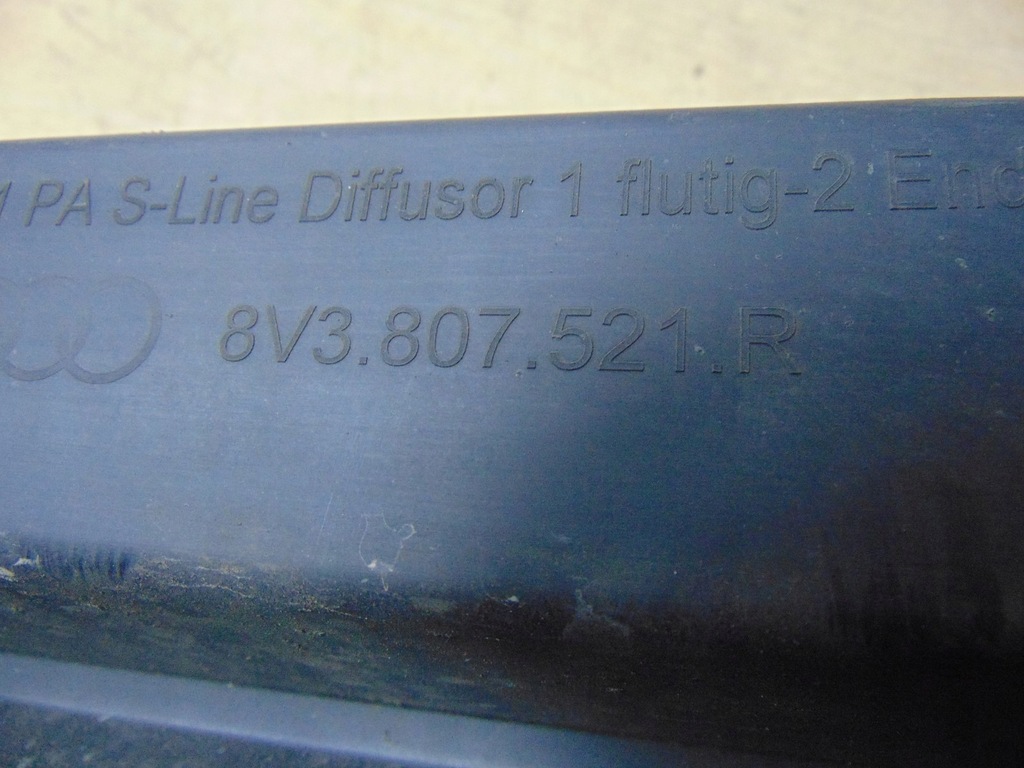 PA S-Line Diffusor 1 flutig-2 End
8V3.807.521.R